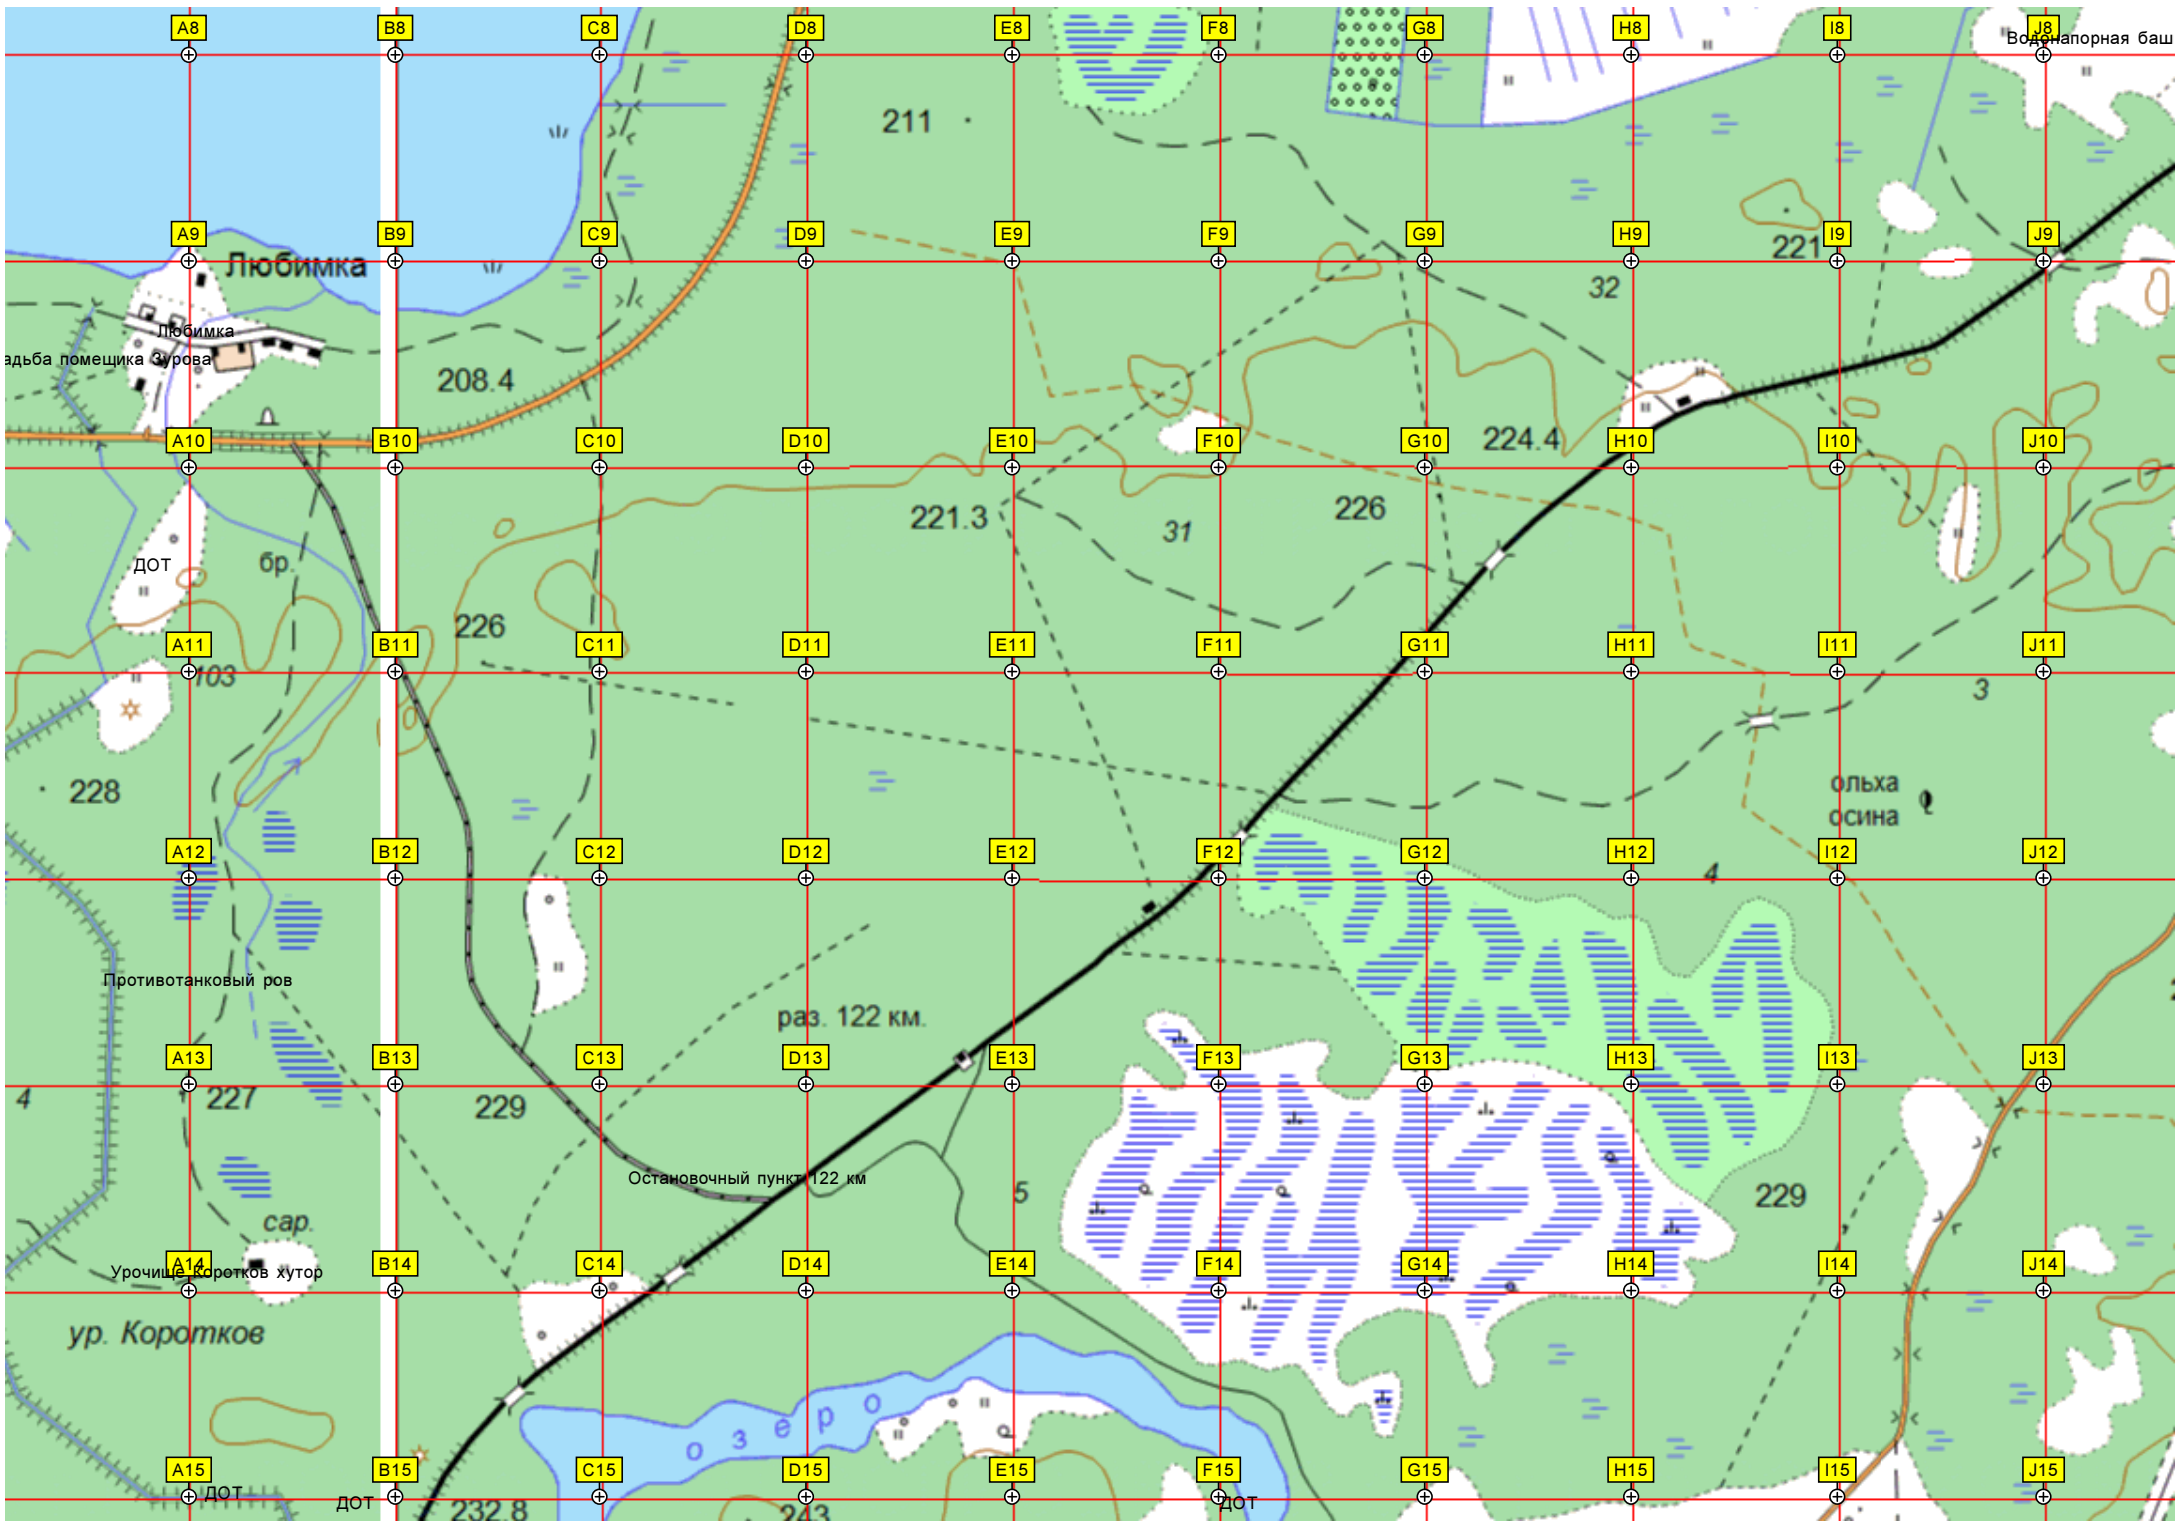 A8 B8 C8 D8 E8 F8 G8 H8 I8 J8
Водонапорная баш
211
A9 B9 C9 D9 E9 F9 G9 H9 I9 J9
221
Любимка
32
Любимка
адьба помещика Зурова
208.4
A10 B10 C10 D10 E10 F10 G10 H10 I10 J10
224.4
221.3
31
226
ДОТ
бр.
226
A11 B11 C11 D11 E11 F11 G11 H11 I11 J11
103
3
228
ольха
осина
A12 B12 C12 D12 E12 F12 G12 H12 I12 J12
4
Противотанковый ров
раз. 122 км.
A13 B13 C13 D13 E13 F13 G13 H13 I13 J13
4
227
229
Остановочный пункт 122 км
5
229
сар.
A14 B14 C14 D14 E14 F14 G14 H14 I14 J14
Урочище Коротков хутор
ур. Коротков
озеро
A15 B15 C15 D15 E15 F15 G15 H15 I15 J15
ДОТ
ДОТ
ДОТ
232.8
243